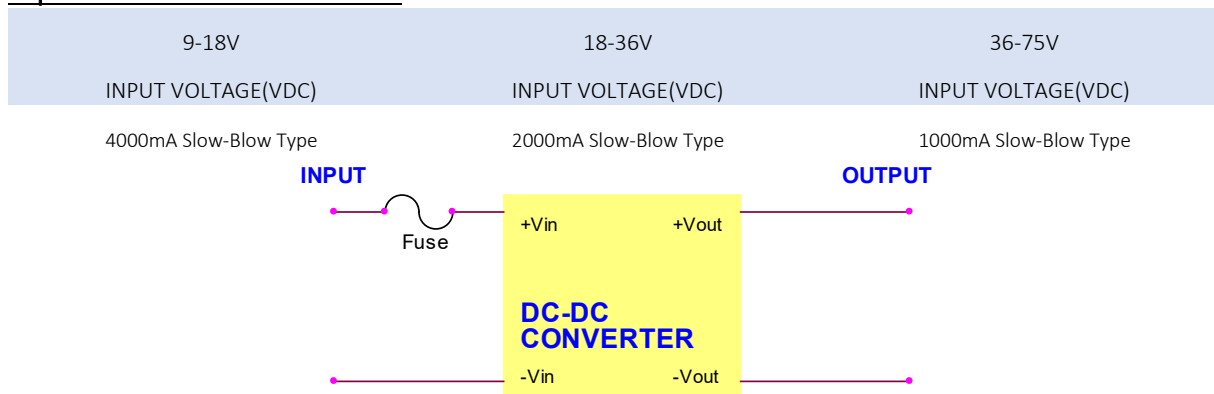 9-18V 18-36V 36-75V
INPUT VOLTAGE(VDC) INPUT VOLTAGE(VDC) INPUT VOLTAGE(VDC)
4000mA Slow-Blow Type 2000mA Slow-Blow Type 1000mA Slow-Blow Type
INPUT OUTPUT
+Vin +Vout
Fuse
DC-DC
CONVERTER
-Vin -Vout